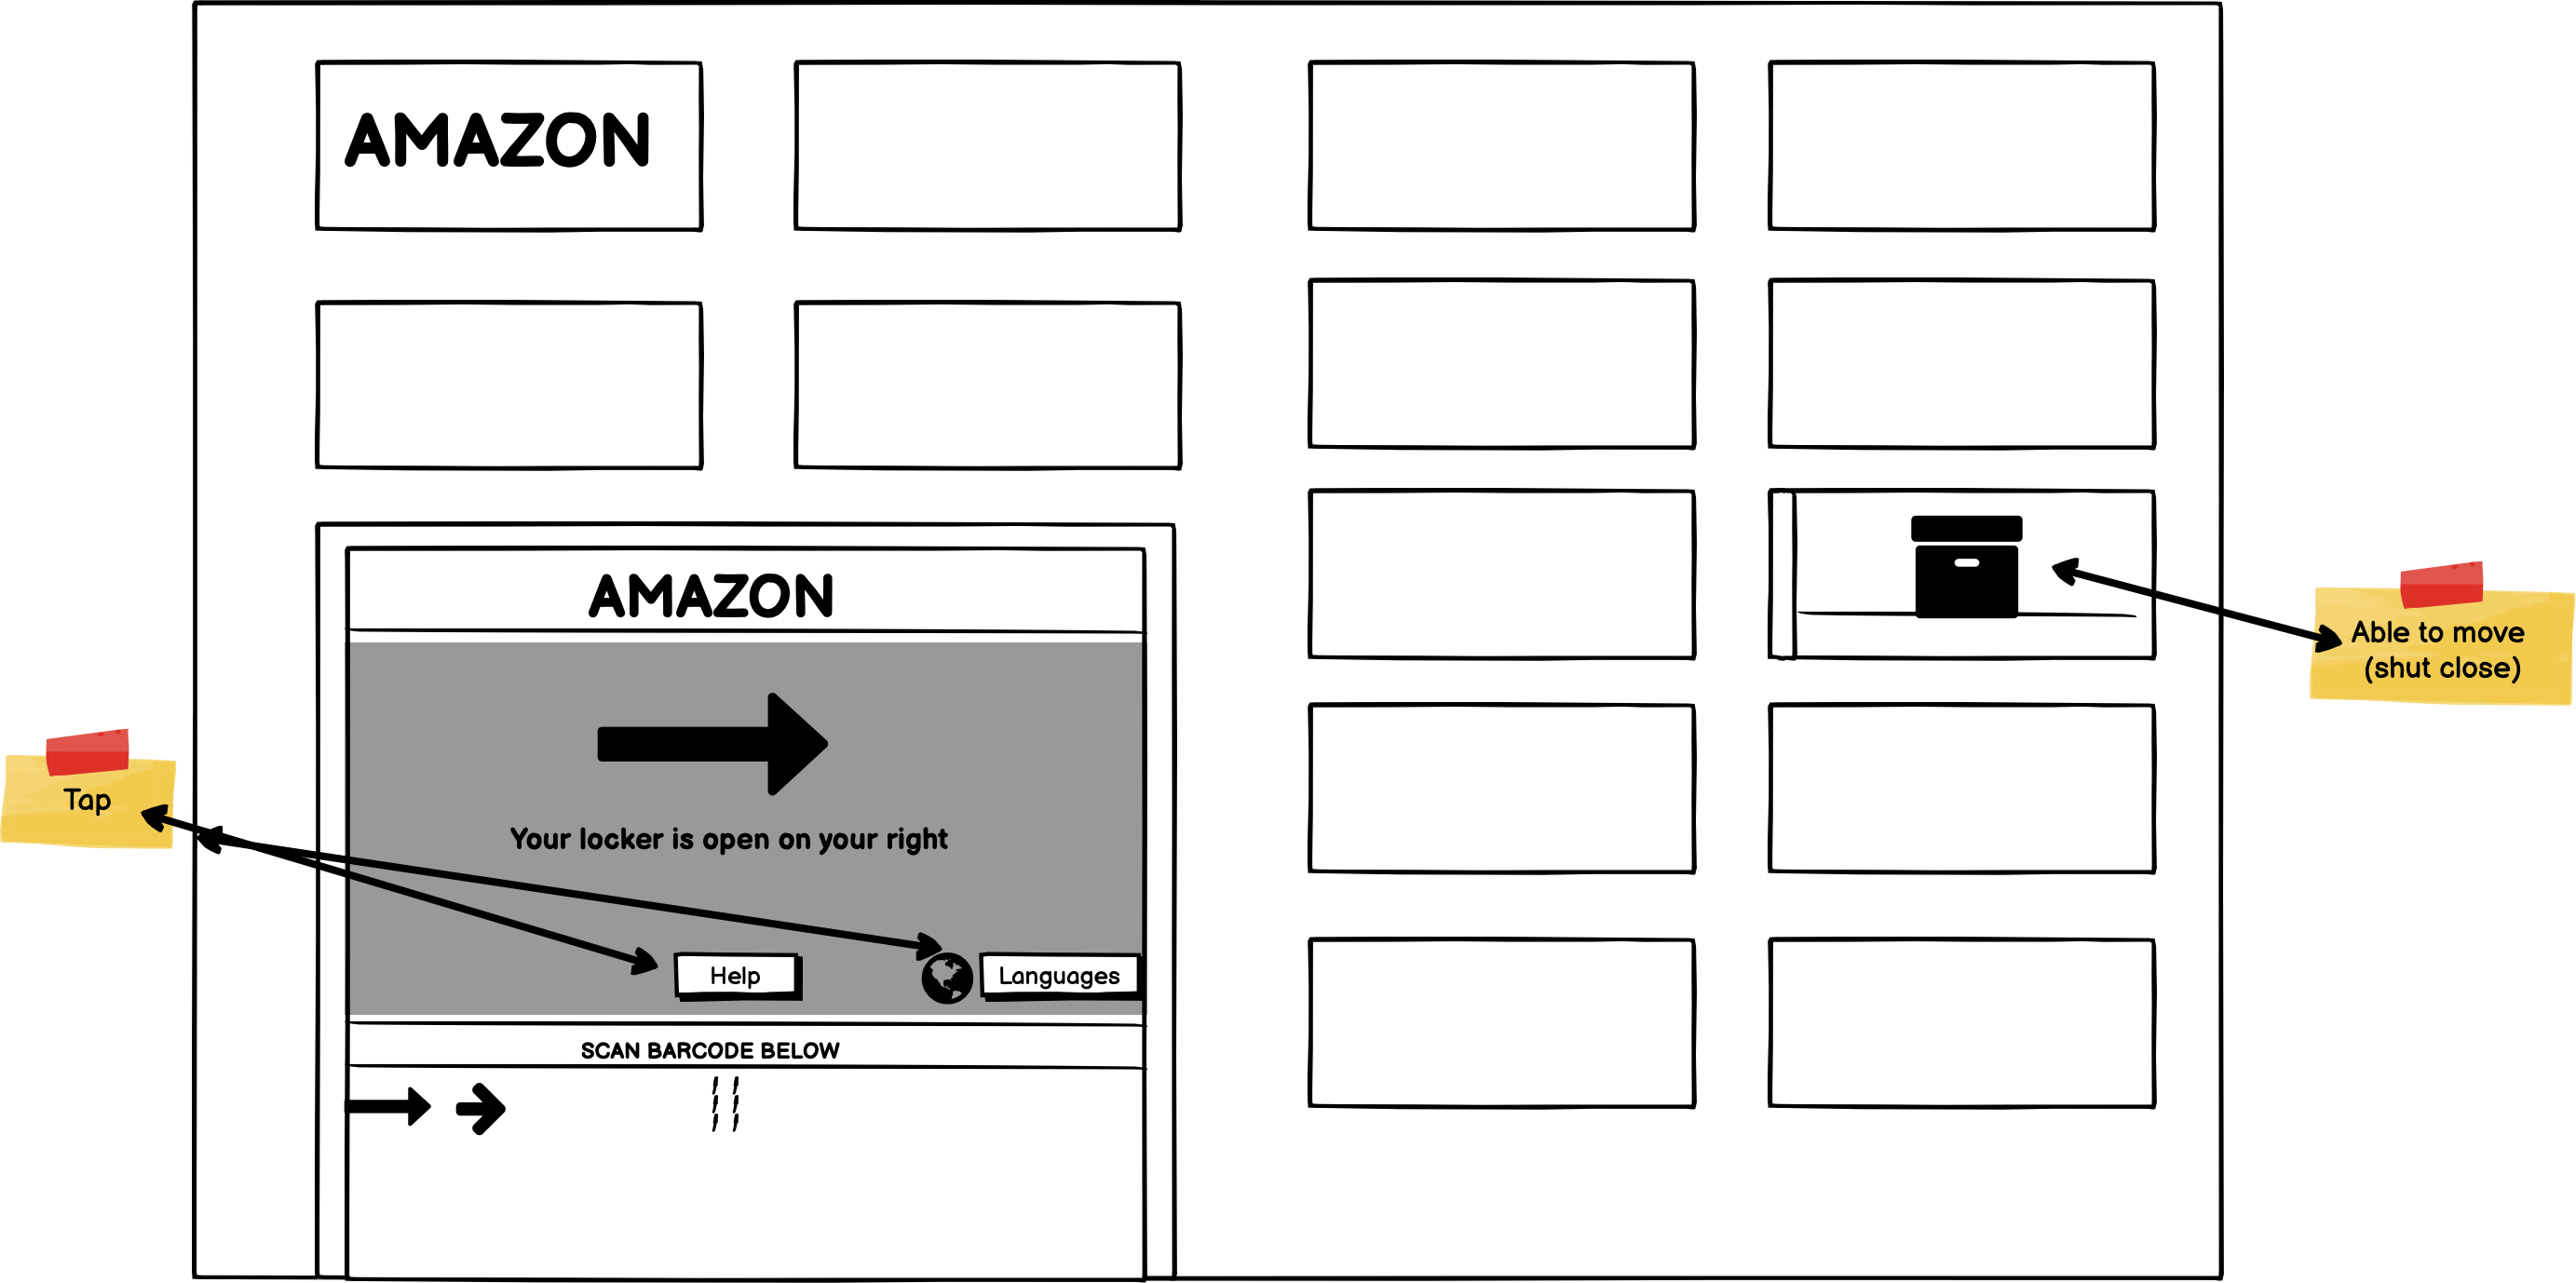 AMAZON
AMAZON
Your locker is open on your right
Help
Languages
SCAN BARCODE BELOW
Tap
Able to move
(shut close)